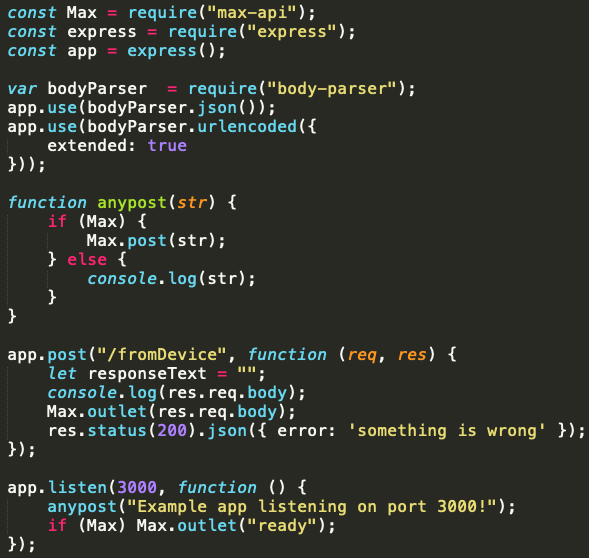 const Max = require("max-api");
const express = require("express");
const app = express();

var bodyParser  = require("body-parser");
app.use(bodyParser.json());
app.use(bodyParser.urlencoded({
    extended: true
}));

function anypost(str) {
    if (Max) {
        Max.post(str);
    } else {
        console.log(str);
    }
}

app.post("/fromDevice", function (req, res) {
    let responseText = "";
    console.log(res.req.body);
    Max.outlet(res.req.body);
    res.status(200).json({ error: 'something is wrong' });
});

app.listen(3000, function () {
    anypost("Example app listening on port 3000!");
    if (Max) Max.outlet("ready");
});